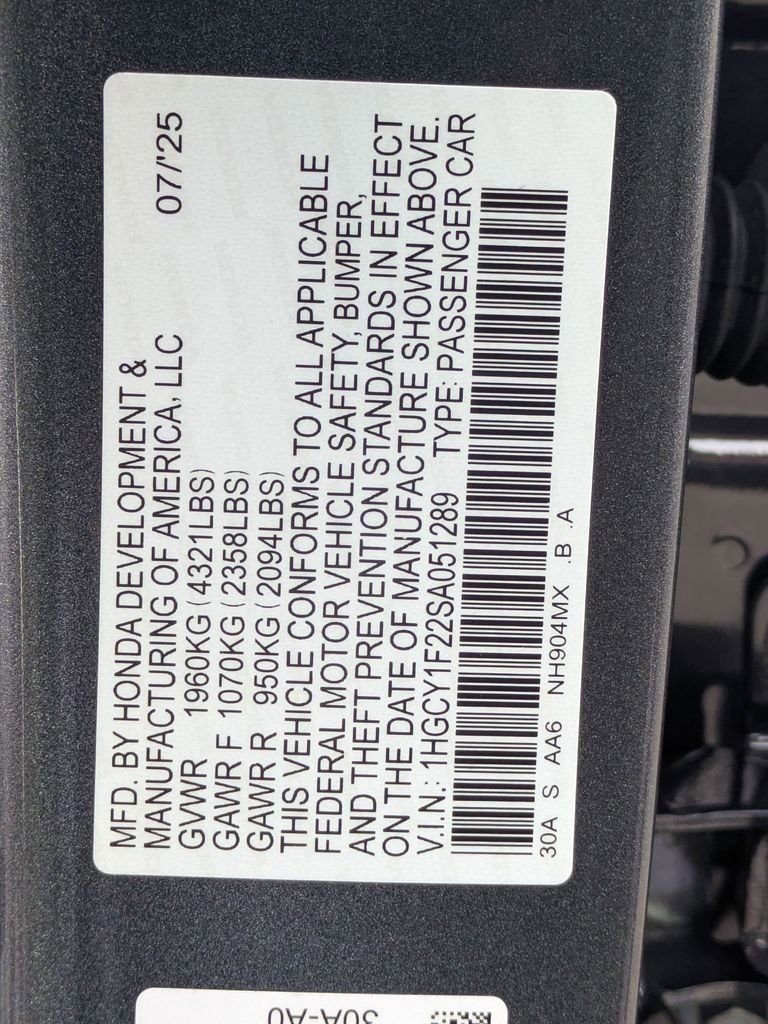 MFD. BY HONDA DEVELOPMENT &
MANUFACTURING OF AMERICA, LLC 07/'25
GVWR 1960KG (4321LBS)
GAWR F 1070KG (2358LBS)
GAWR R 950KG (2094LBS)
THIS VEHICLE CONFORMS TO ALL APPLICABLE
FEDERAL MOTOR VEHICLE SAFETY, BUMPER,
AND THEFT PREVENTION STANDARDS IN EFFECT
ON THE DATE OF MANUFACTURE SHOWN ABOVE.
V.I.N.: 1HGCY1F22SA051289 TYPE: PASSENGER CAR
30A S AA6 NH904MX .B .A
30A-A0